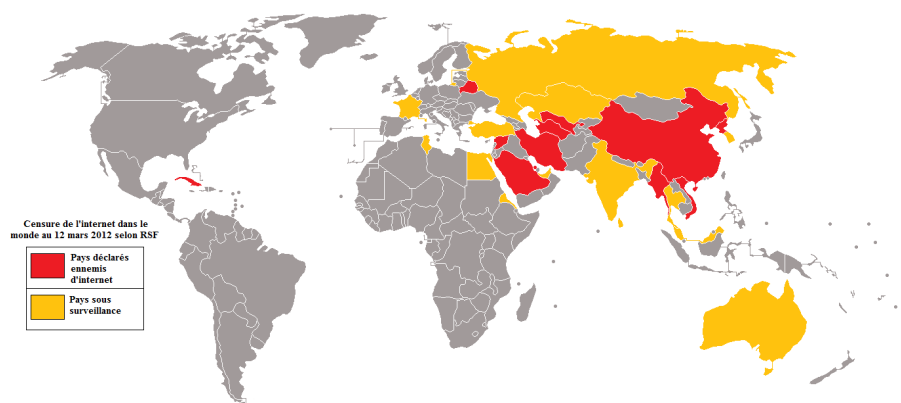 Censure de l'internet dans le
monde au 12 mars 2012 selon RSF
Pays déclarés
ennemis
d'internet
Pays sous
surveillance